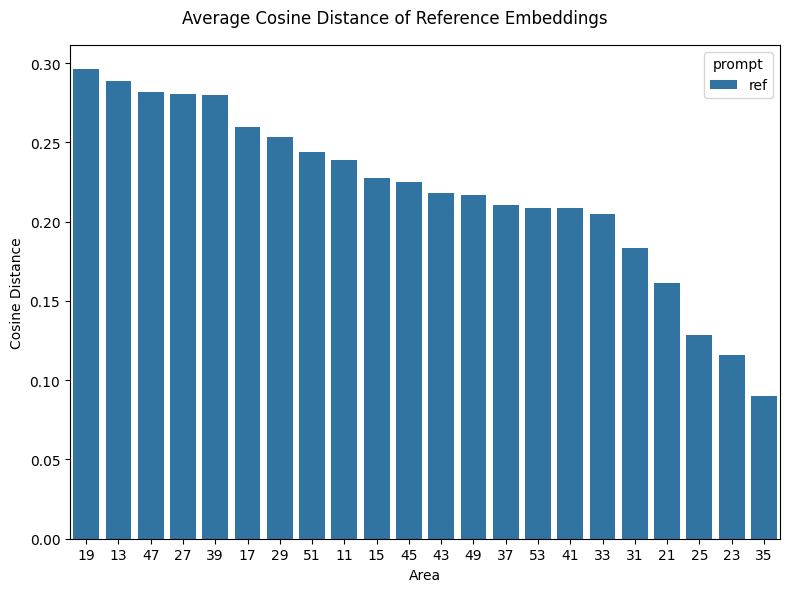 Average Cosine Distance of Reference Embeddings
prompt
ref
0.30
0.25
0.20
0.15
0.10
0.05
0.00
Cosine Distance
19 13 47 27 39 17 29 51 11 15 45 43 49 37 53 41 33 31 21 25 23 35
Area